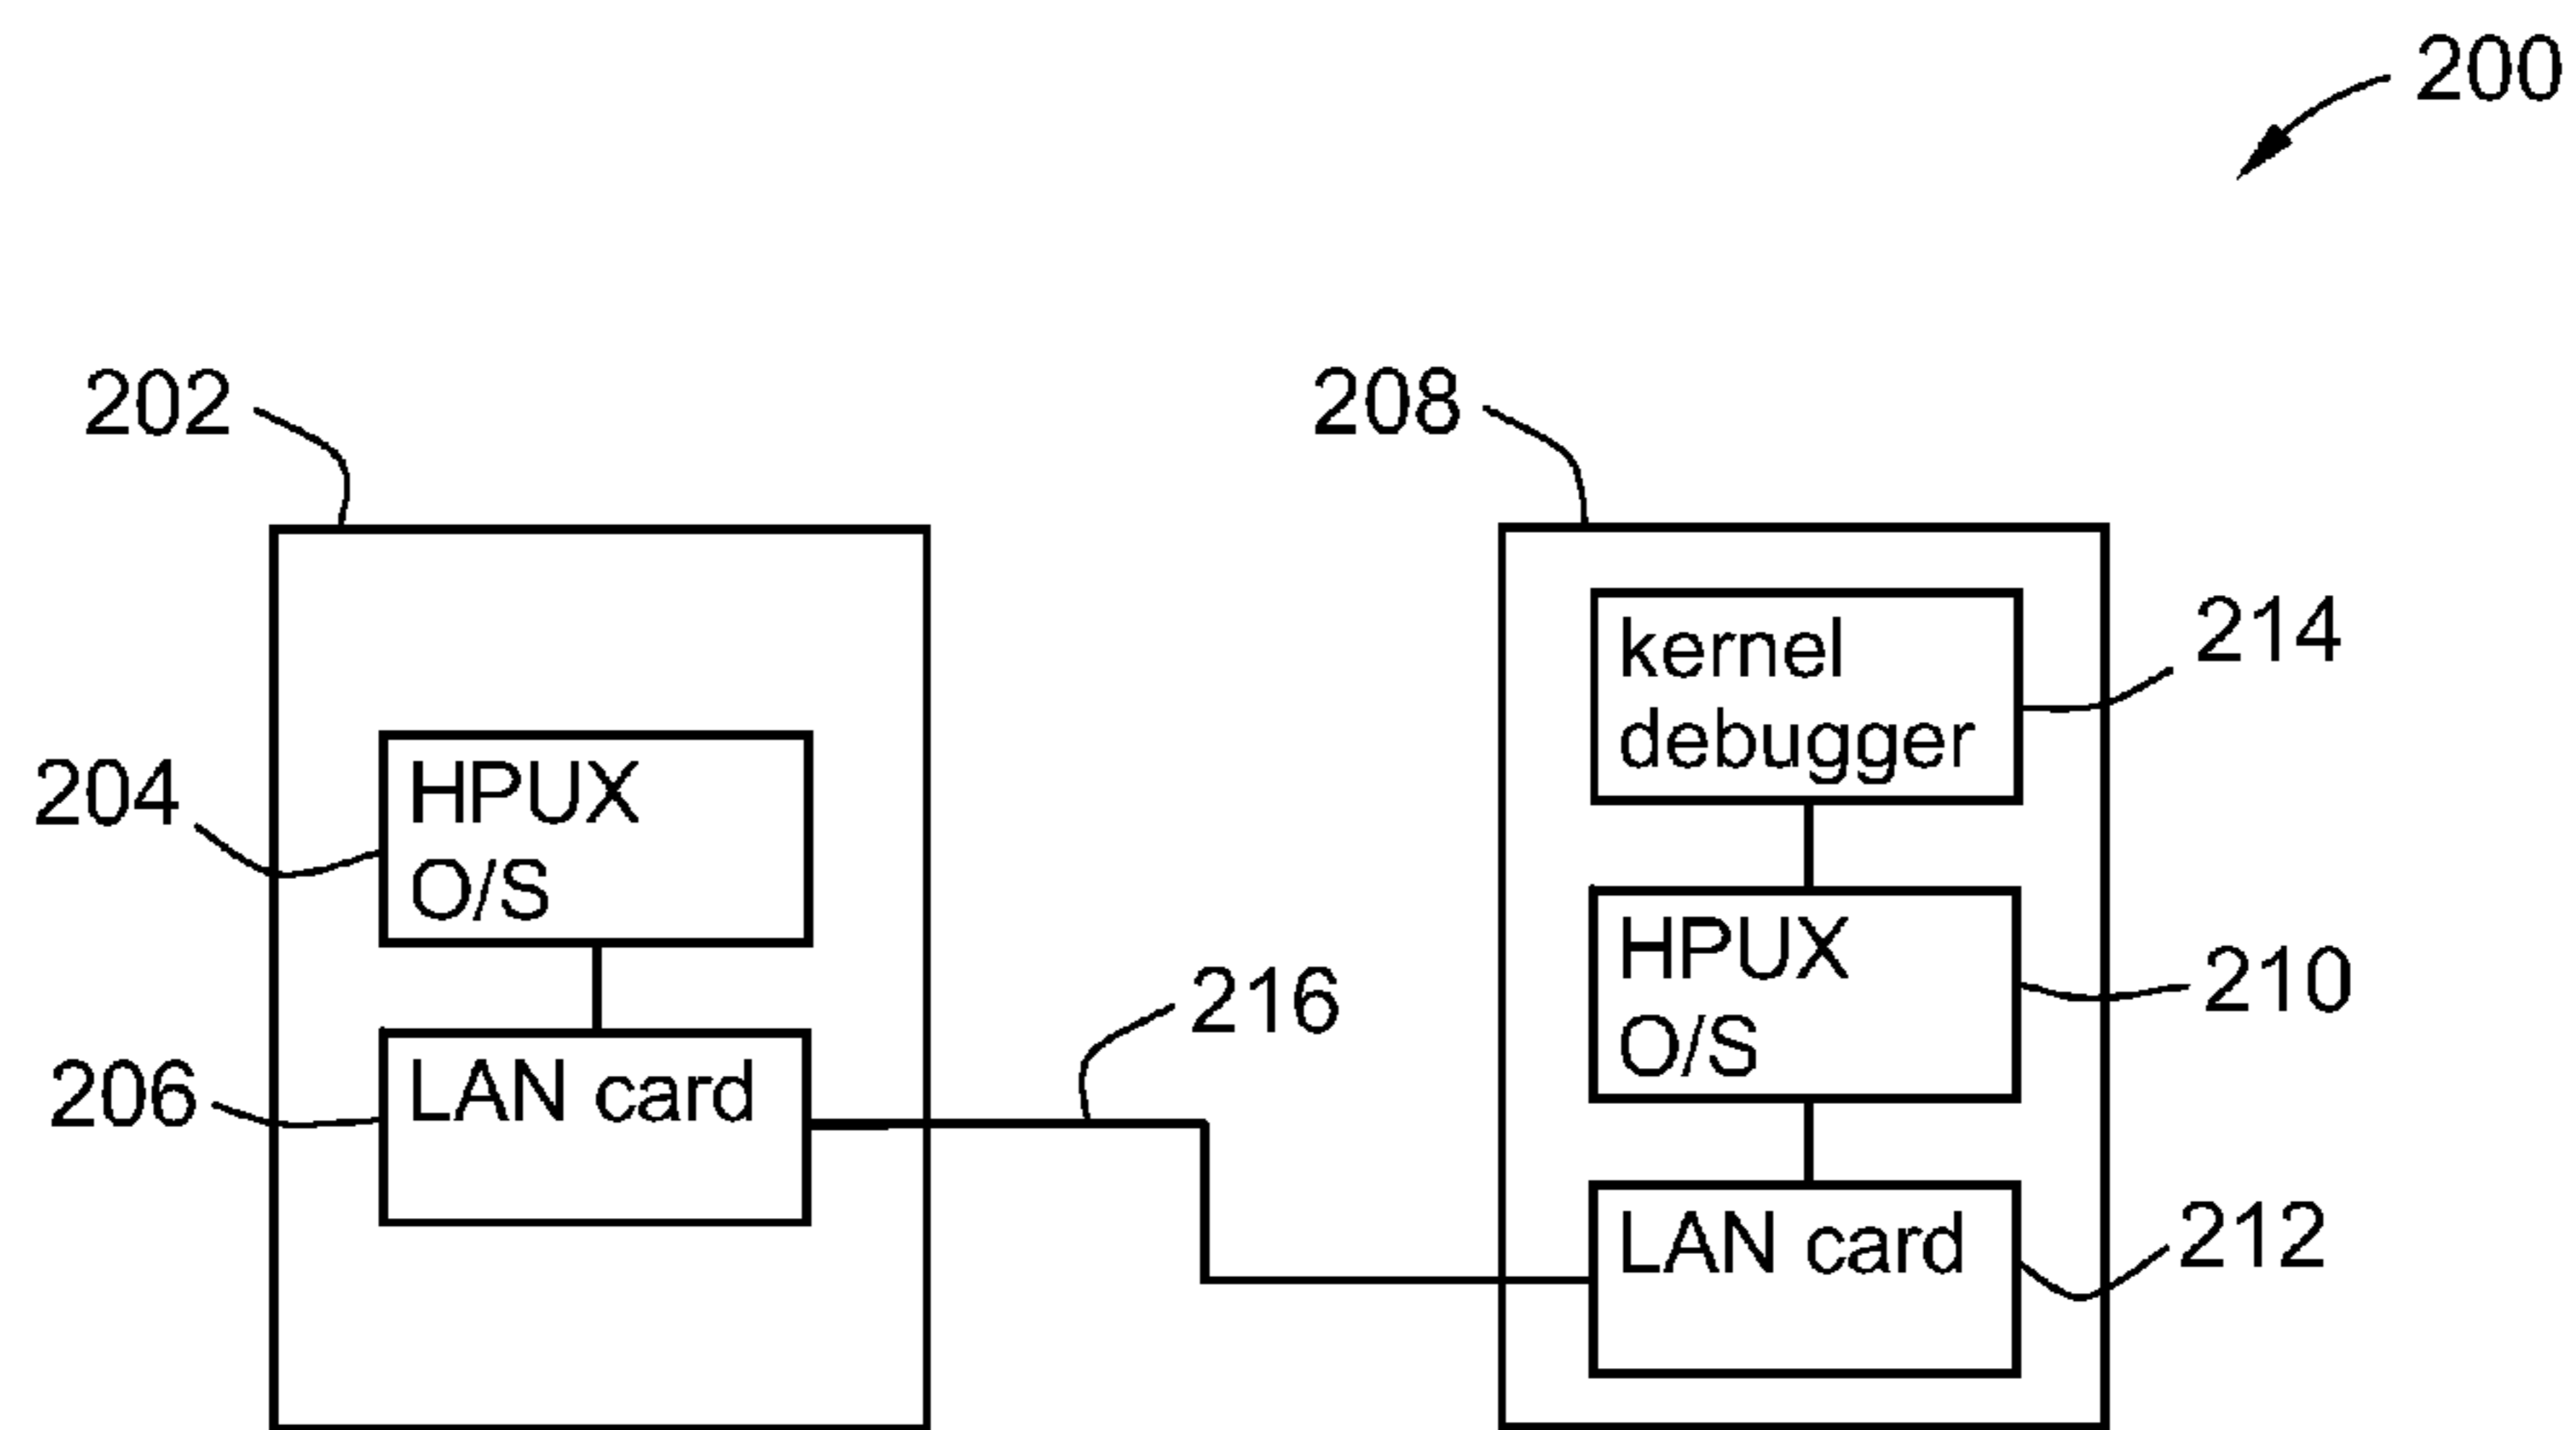 200
202
208
kernel
debugger
214
HPUX
O/S
204
HPUX
O/S
210
216
LAN card
206
LAN card
212